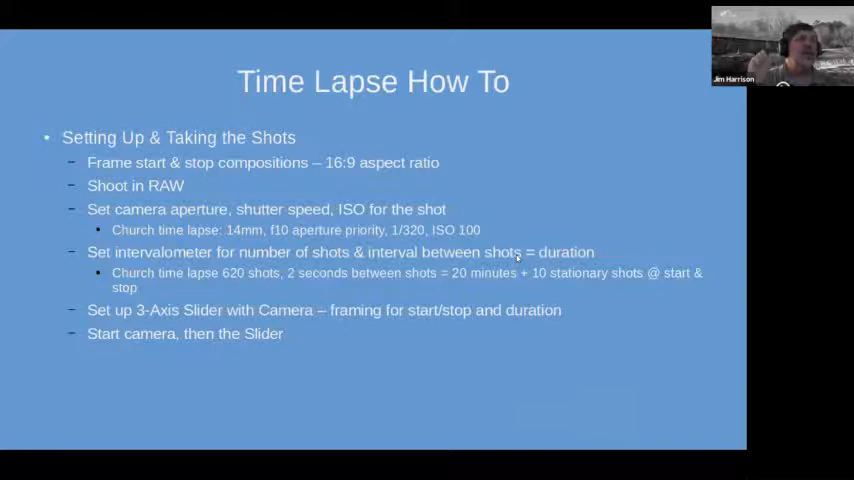 Jim Harrison
Time Lapse How To
• Setting Up & Taking the Shots
– Frame start & stop compositions – 16:9 aspect ratio
– Shoot in RAW
– Set camera aperture, shutter speed, ISO for the shot
• Church time lapse: 14mm, f10 aperture priority, 1/320, ISO 100
– Set intervalometer for number of shots & interval between shots = duration
• Church time lapse 620 shots, 2 seconds between shots = 20 minutes + 10 stationary shots @ start &
stop
– Set up 3-Axis Slider with Camera – framing for start/stop and duration
– Start camera, then the Slider